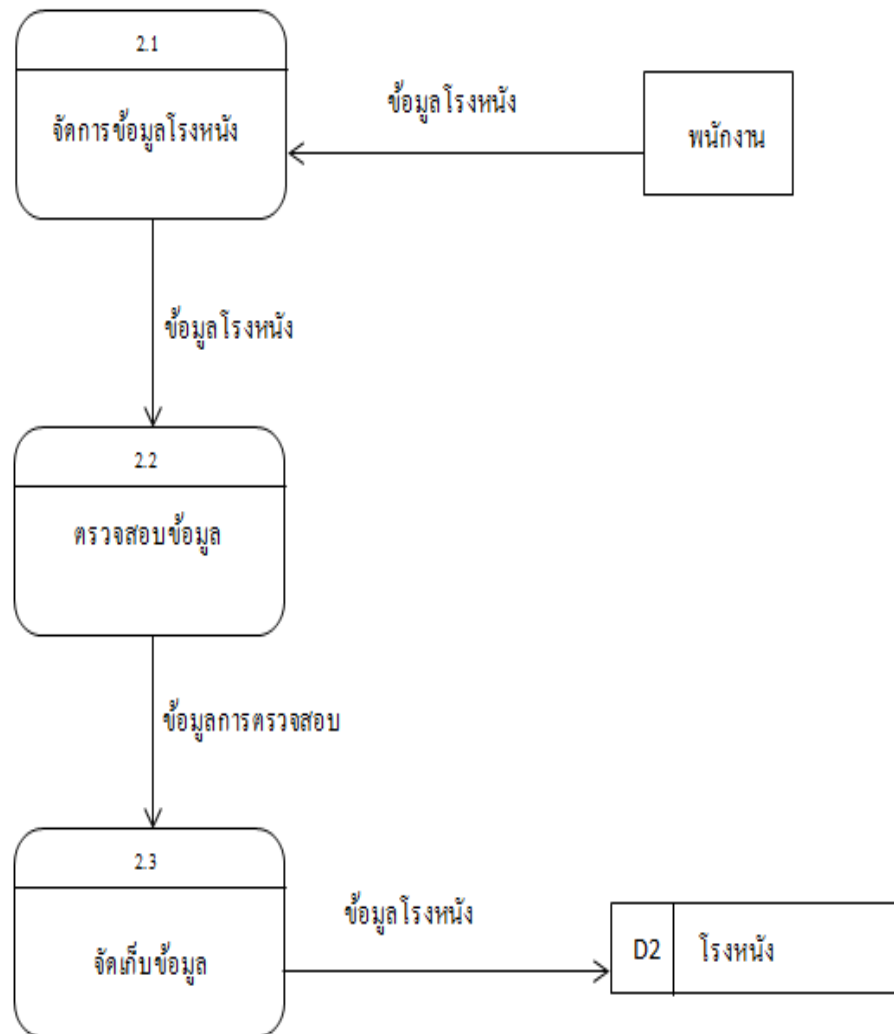 2.1
จัดการข้อมูลโรงหนัง
ข้อมูลโรงหนัง
พนักงาน
ข้อมูลโรงหนัง
2.2
ตรวจสอบข้อมูล
ข้อมูลการตรวจสอบ
2.3
จัดเก็บข้อมูล
ข้อมูลโรงหนัง
D2 โรงหนัง